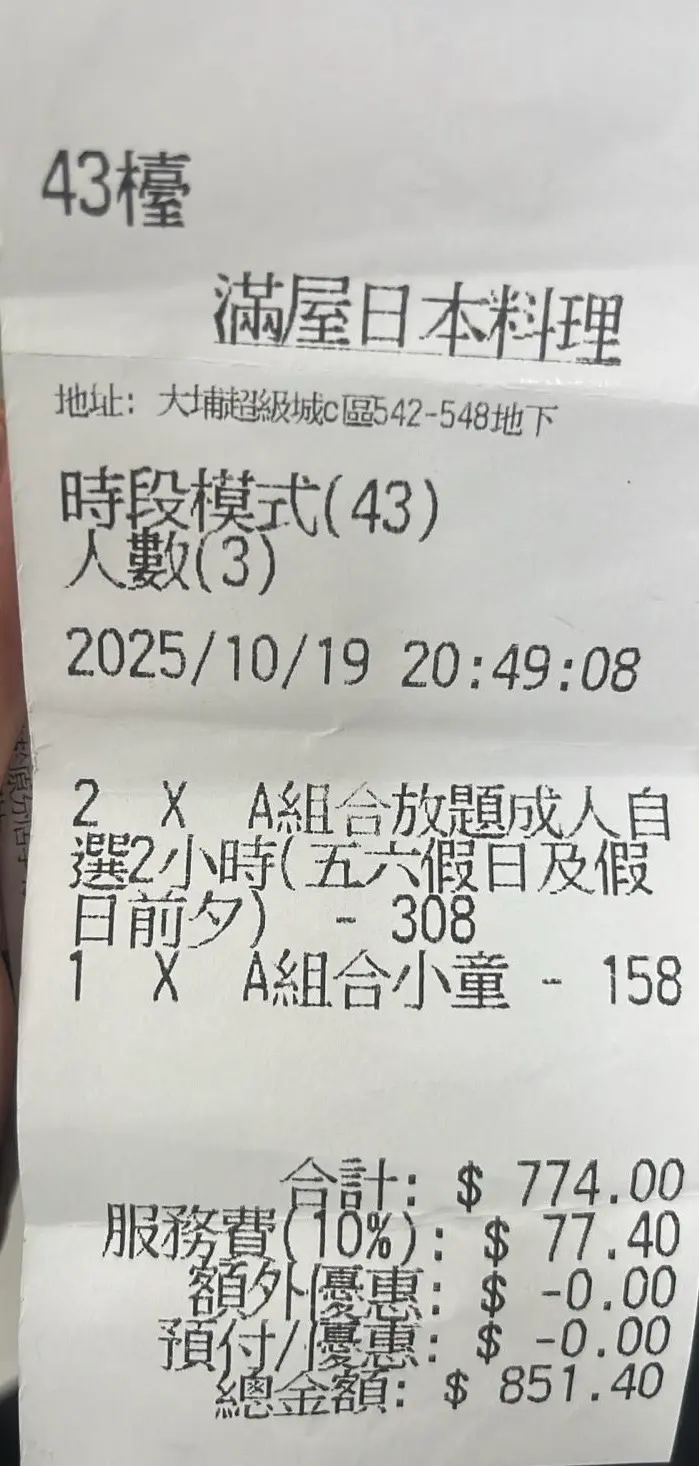 43檯
滿屋日本料理
地址: 大埔超級城c區542-548地下
時段模式(43)
人數(3)
2025/10/19 20:49:08
2 X A組合放題成人自
選2小時(五六假日及假
日前夕) - 308
1 X A組合小童 - 158
合計: $ 774.00
服務費(10%): $ 77.40
額外優惠: $ -0.00
預付/優惠: $ -0.00
總金額: $ 851.40